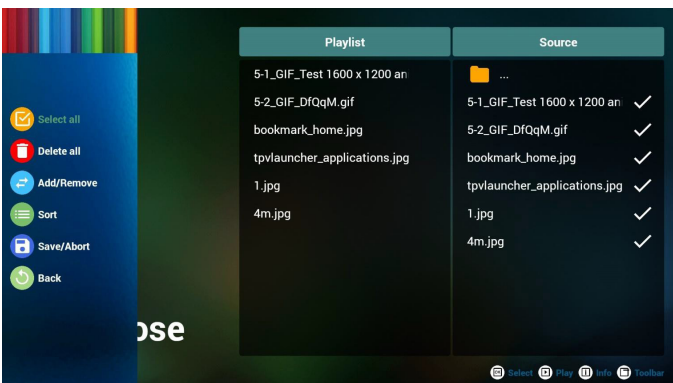 Select all
Delete all
Add/Remove
Sort
Save/Abort
Back
ose
Playlist
5-1_GIF_Test 1600 x 1200 an
5-2_GIF_DfQqM.gif
bookmark_home.jpg
tpvlauncher_applications.jpg
1.jpg
4m.jpg
Source
...
5-1_GIF_Test 1600 x 1200 an
5-2_GIF_DfQqM.gif
bookmark_home.jpg
tpvlauncher_applications.jpg
1.jpg
4m.jpg
Select Play Info Toolbar